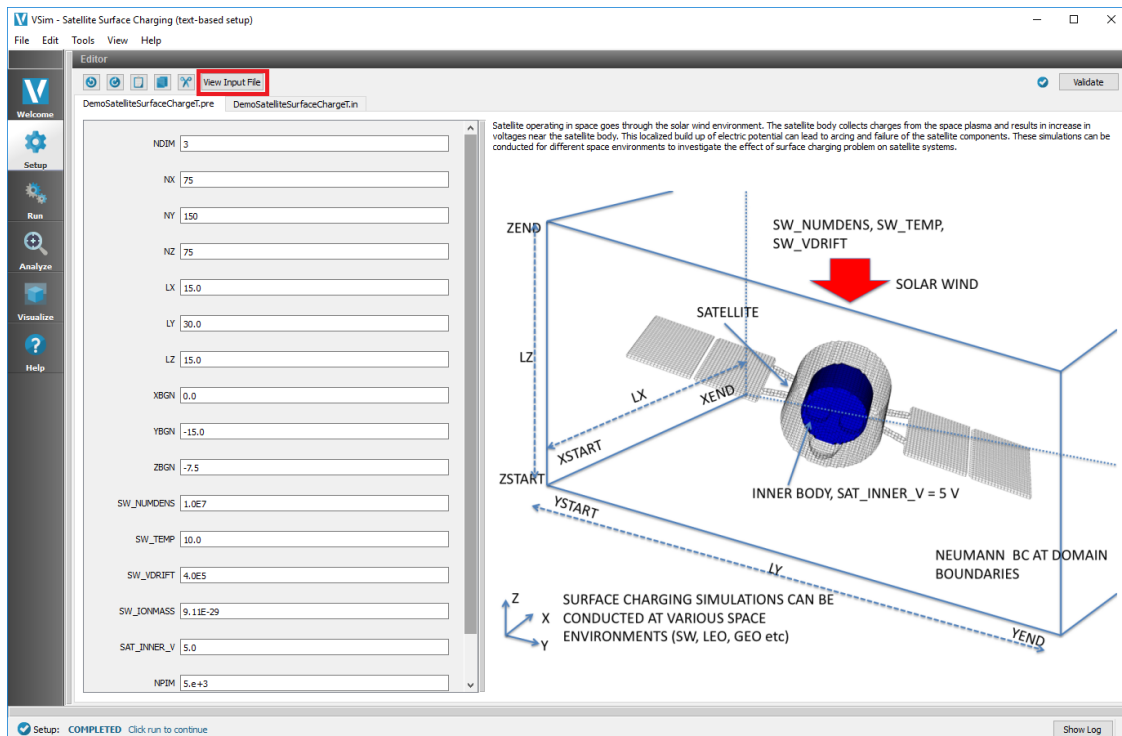 VSim - Satellite Surface Charging (text-based setup)
File Edit Tools View Help
Editor
View Input File
Validate
DemoSatelliteSurfaceChargeT.pre
DemoSatelliteSurfaceChargeT.in
Welcome
Setup
Run
Analyze
Visualize
Help
NDIM 3
NX 75
NY 150
NZ 75
LX 15.0
LY 30.0
LZ 15.0
XBGN 0.0
YBGN -15.0
ZBGN -7.5
SW_NUMDENS 1.0E7
SW_TEMP 10.0
SW_VDRIFT 4.0E5
SW_IONMASS 9.11E-29
SAT_INNER_V 5.0
NPIM 5.e+3
Satellite operating in space goes through the solar wind environment. The satellite body collects charges from the space plasma and results in increase in
voltages near the satellite body. This localized build up of electric potential can lead to arcing and failure of the satellite components. These simulations can be
conducted for different space environments to investigate the effect of surface charging problem on satellite systems.
ZEND
SW_NUMDENS, SW_TEMP,
SW_VDRIFT
SOLAR WIND
SATELLITE
LZ
LX
XEND
XSTART
ZSTART
YSTART
INNER BODY, SAT_INNER_V = 5 V
LY
NEUMANN BC AT DOMAIN
BOUNDARIES
Z
X
Y
SURFACE CHARGING SIMULATIONS CAN BE
CONDUCTED AT VARIOUS SPACE
ENVIRONMENTS (SW, LEO, GEO etc)
YEND
Setup: COMPLETED Click run to continue
Show Log